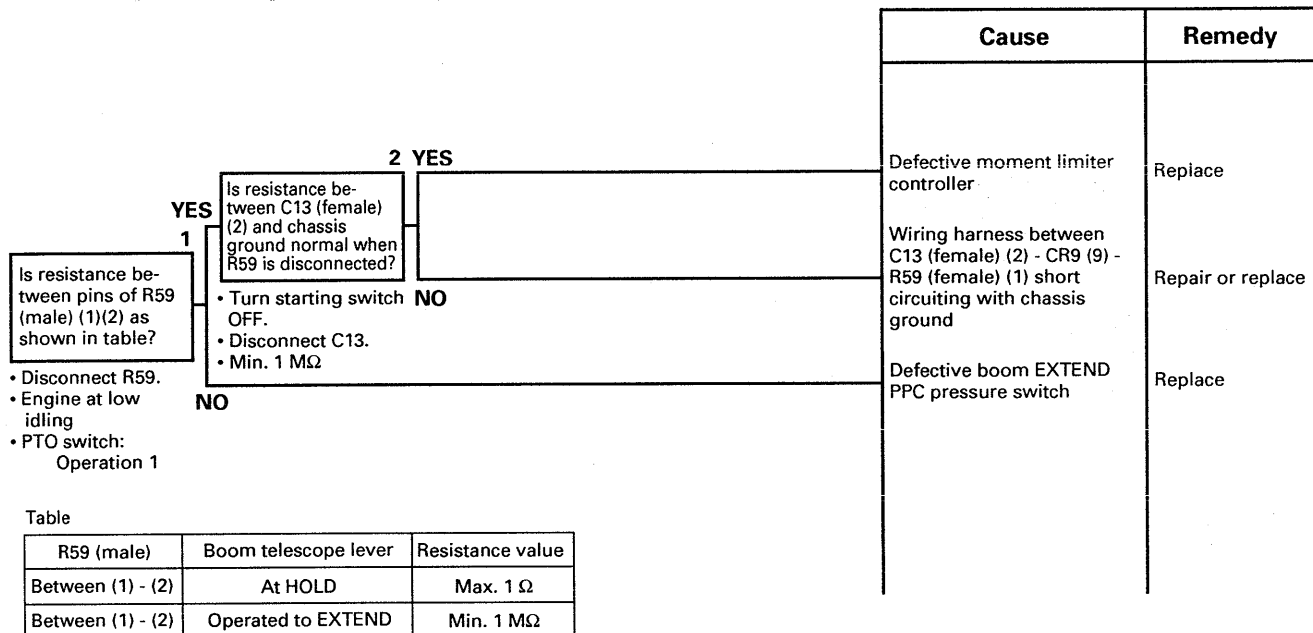 Cause
Remedy
2 YES
Is resistance be-
tween C13 (female)
(2) and chassis
ground normal when
R59 is disconnected?
Defective moment limiter
controller
Replace
YES
1
Is resistance be-
tween pins of R59
(male) (1)(2) as
shown in table?
• Turn starting switch
OFF.
• Disconnect C13.
• Min. 1 MΩ
NO
Wiring harness between
C13 (female) (2) - CR9 (9) -
R59 (female) (1) short
circuiting with chassis
ground
Repair or replace
• Disconnect R59.
• Engine at low
idling
• PTO switch:
Operation 1
NO
Defective boom EXTEND
PPC pressure switch
Replace
Table
R59 (male) Boom telescope lever Resistance value
Between (1) - (2) At HOLD Max. 1 Ω
Between (1) - (2) Operated to EXTEND Min. 1 MΩ